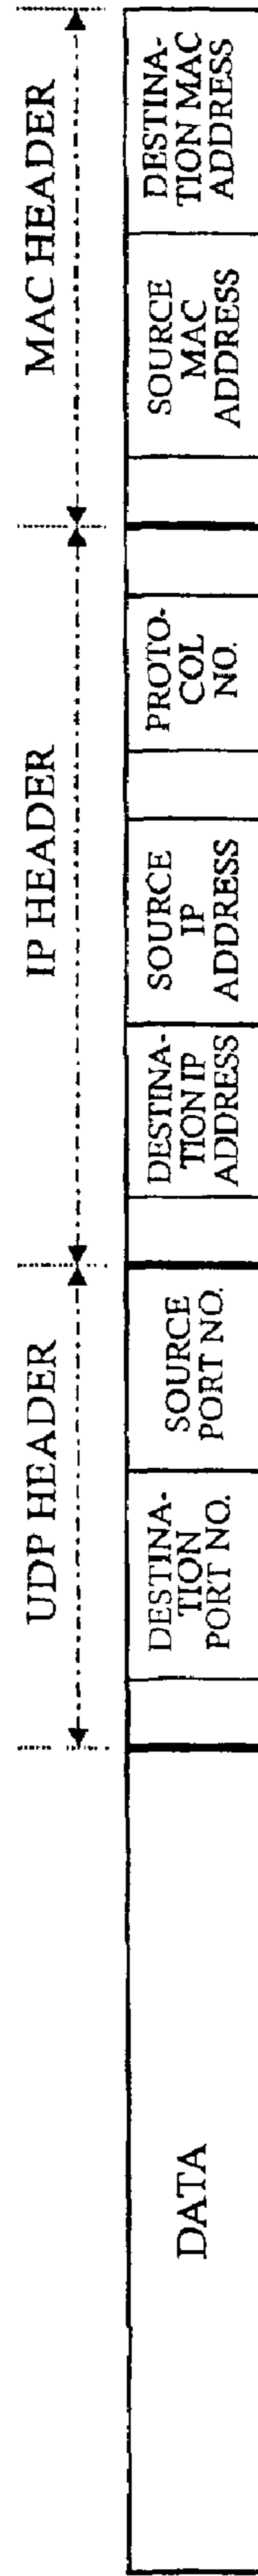 UDP HEADER
IP HEADER
MAC HEADER
DATA
DESTINA-
TION
PORT NO.
SOURCE
PORT NO.
DESTINA-
TION IP
ADDRESS
SOURCE
IP
ADDRESS
PROTO-
COL
NO.
SOURCE
MAC
ADDRESS
DESTINA-
TION MAC
ADDRESS